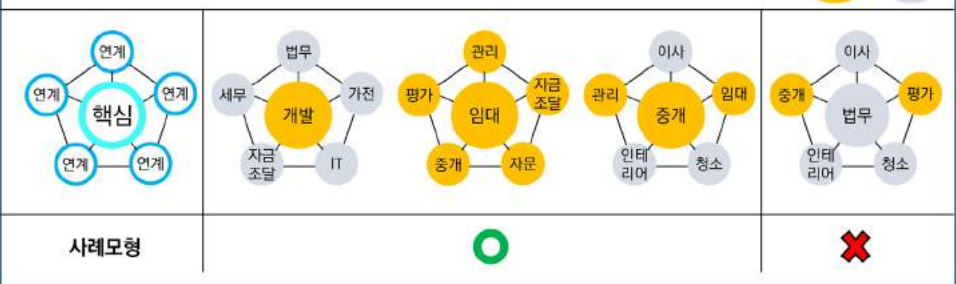 연계
연계
핵심
연계
연계
연계
법무
세무
개발
가전
자금
조달
IT
관리
평가
임대
자금
조달
중개
자문
이사
관리
중개
임대
인테
리어
청소
이사
중개
법무
평가
인테
리어
청소
사례모형